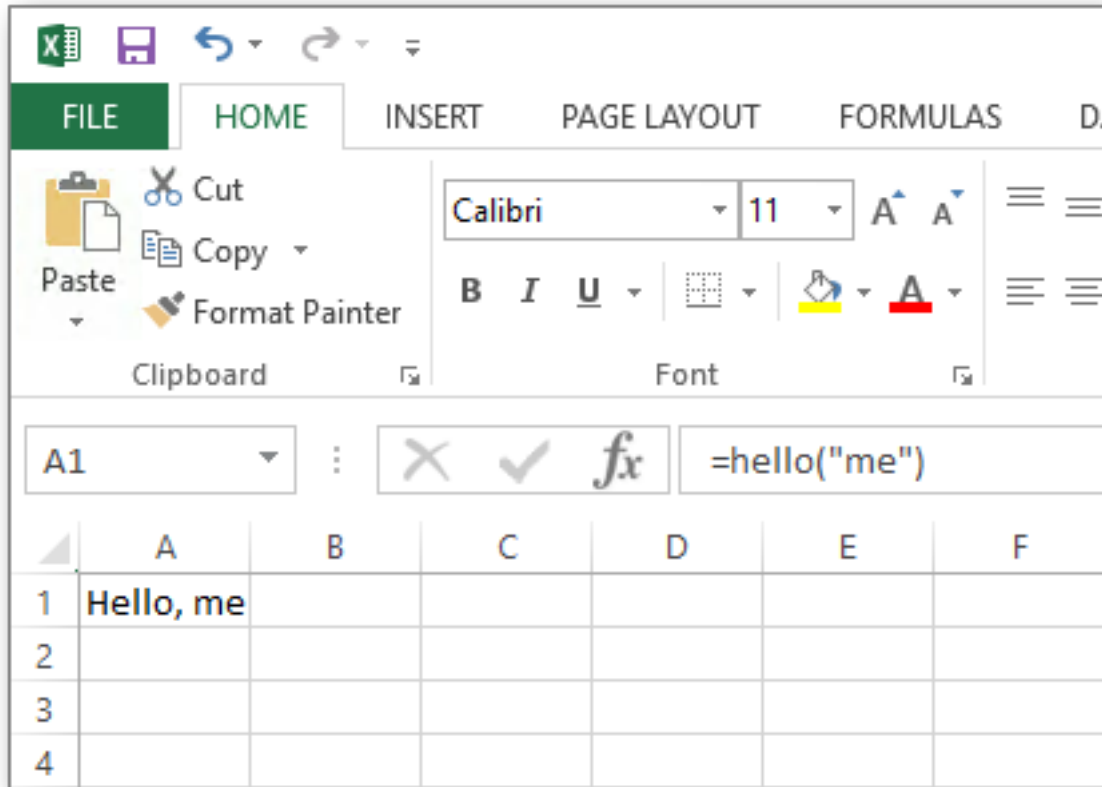 FILE HOME INSERT PAGE LAYOUT FORMULAS
Cut
Copy
Paste
Format Painter
Calibri 11 A A
B I U A
Clipboard Font
A1 fx =hello("me")
A B C D E F
1 Hello, me
2
3
4